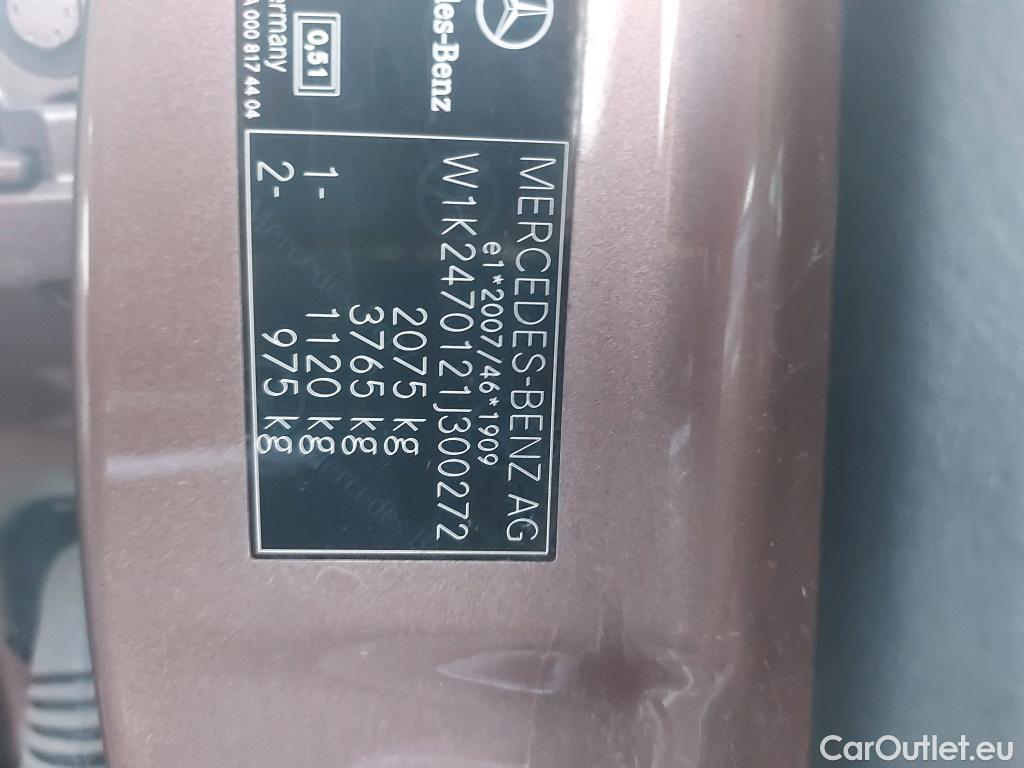 MERCEDES-BENZ AG
e1*2007/46*1909
W1K2470121J300272
2075 kg
3765 kg
1- 1120 kg
2- 975 kg
des-Benz
0,51
ermany
A 000 817 44 04
CarOutlet.eu